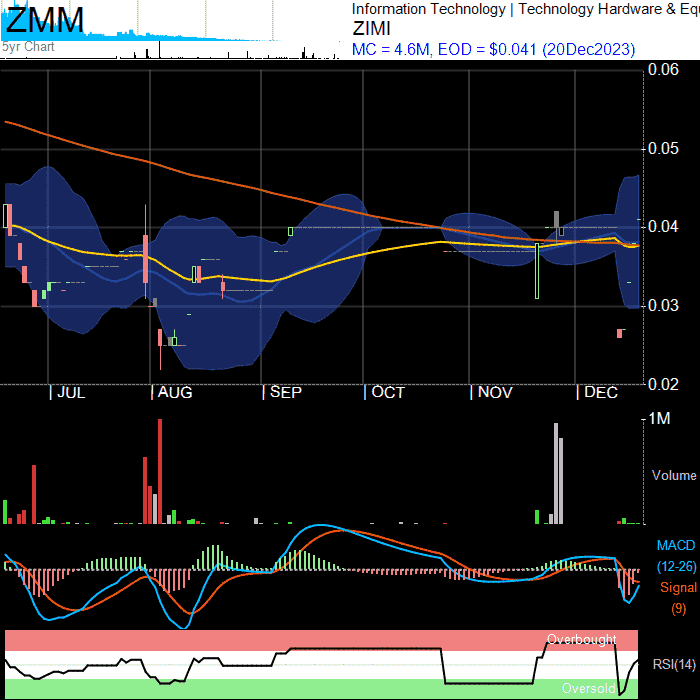 ZMM
5yr Chart
Information Technology | Technology Hardware & Equ
ZIMI
MC = 4.6M, EOD = $0.041 (20Dec2023)
0.06
0.05
0.04
0.03
0.02
| JUL | AUG | SEP | OCT | NOV | DEC
1M
Volume
MACD
(12-26)
Signal
(9)
Overbought
RSI(14)
Oversold